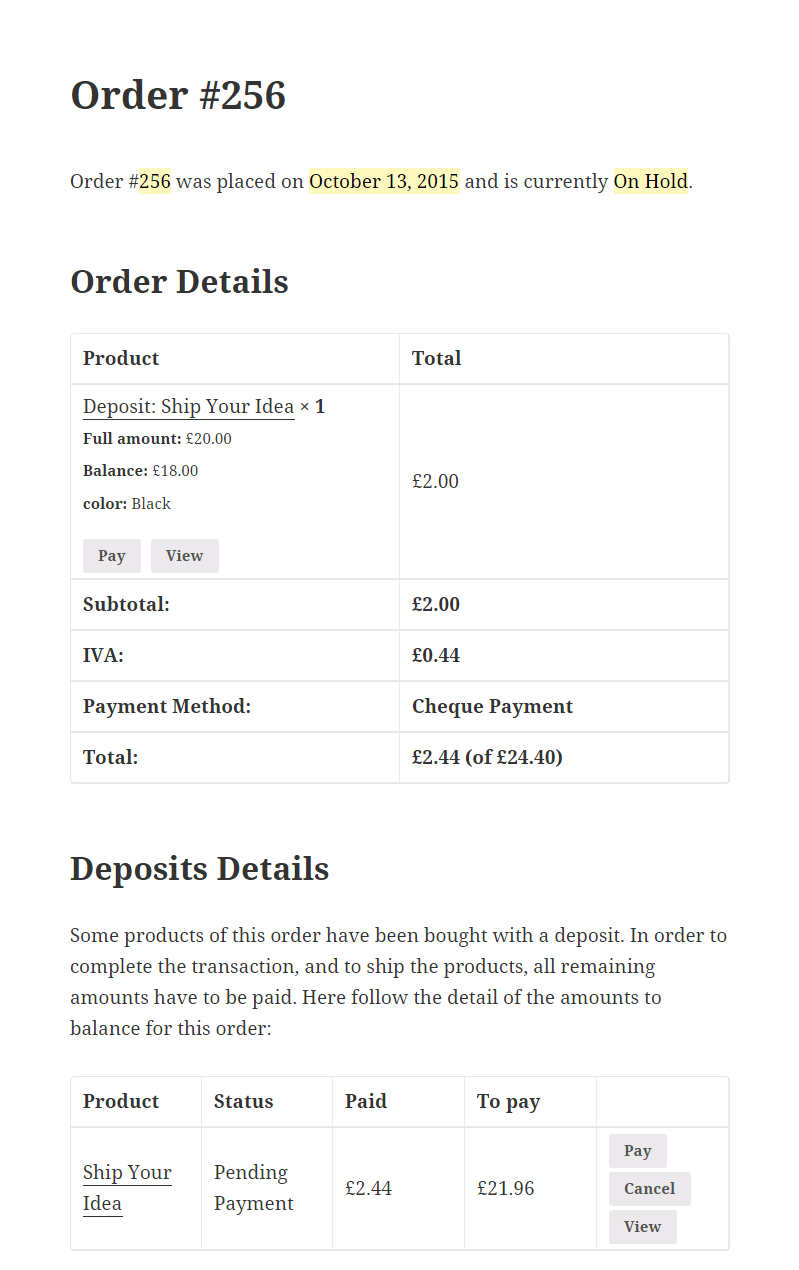 Order #256
Order #256 was placed on October 13, 2015 and is currently On Hold.
Order Details
Product Total
Deposit: Ship Your Idea × 1
Full amount: £20.00
Balance: £18.00
color: Black
£2.00
Pay View
Subtotal: £2.00
IVA: £0.44
Payment Method: Cheque Payment
Total: £2.44 (of £24.40)
Deposits Details
Some products of this order have been bought with a deposit. In order to
complete the transaction, and to ship the products, all remaining
amounts have to be paid. Here follow the detail of the amounts to
balance for this order:
Product Status Paid To pay
Ship Your
Idea
Pending
Payment
£2.44
£21.96
Pay
Cancel
View